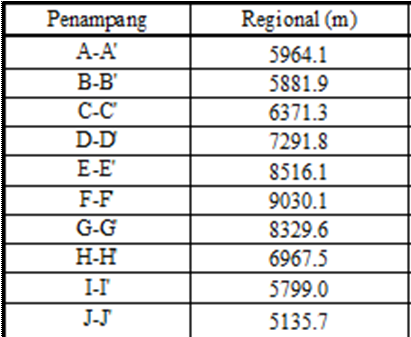 Penampang Regional (m)
A-A' 5964.1
B-B' 5881.9
C-C' 6371.3
D-D' 7291.8
E-E' 8516.1
F-F' 9030.1
G-G' 8329.6
H-H' 6967.5
I-I' 5799.0
J-J' 5135.7